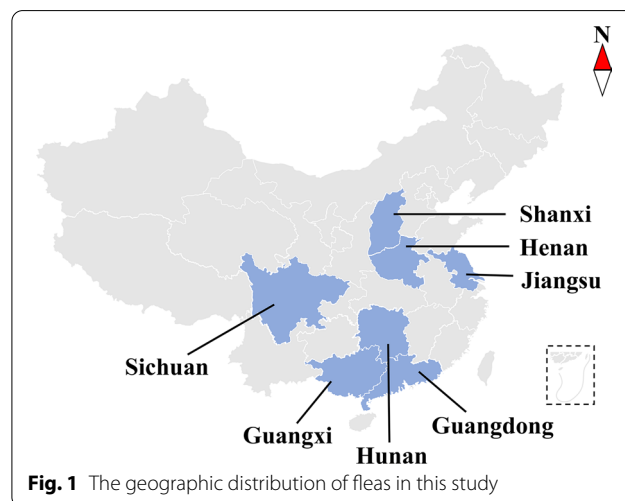 N
Shanxi
Henan
Jiangsu
Sichuan
Guangdong
Guangxi
Hunan
Fig. 1 The geographic distribution of fleas in this study